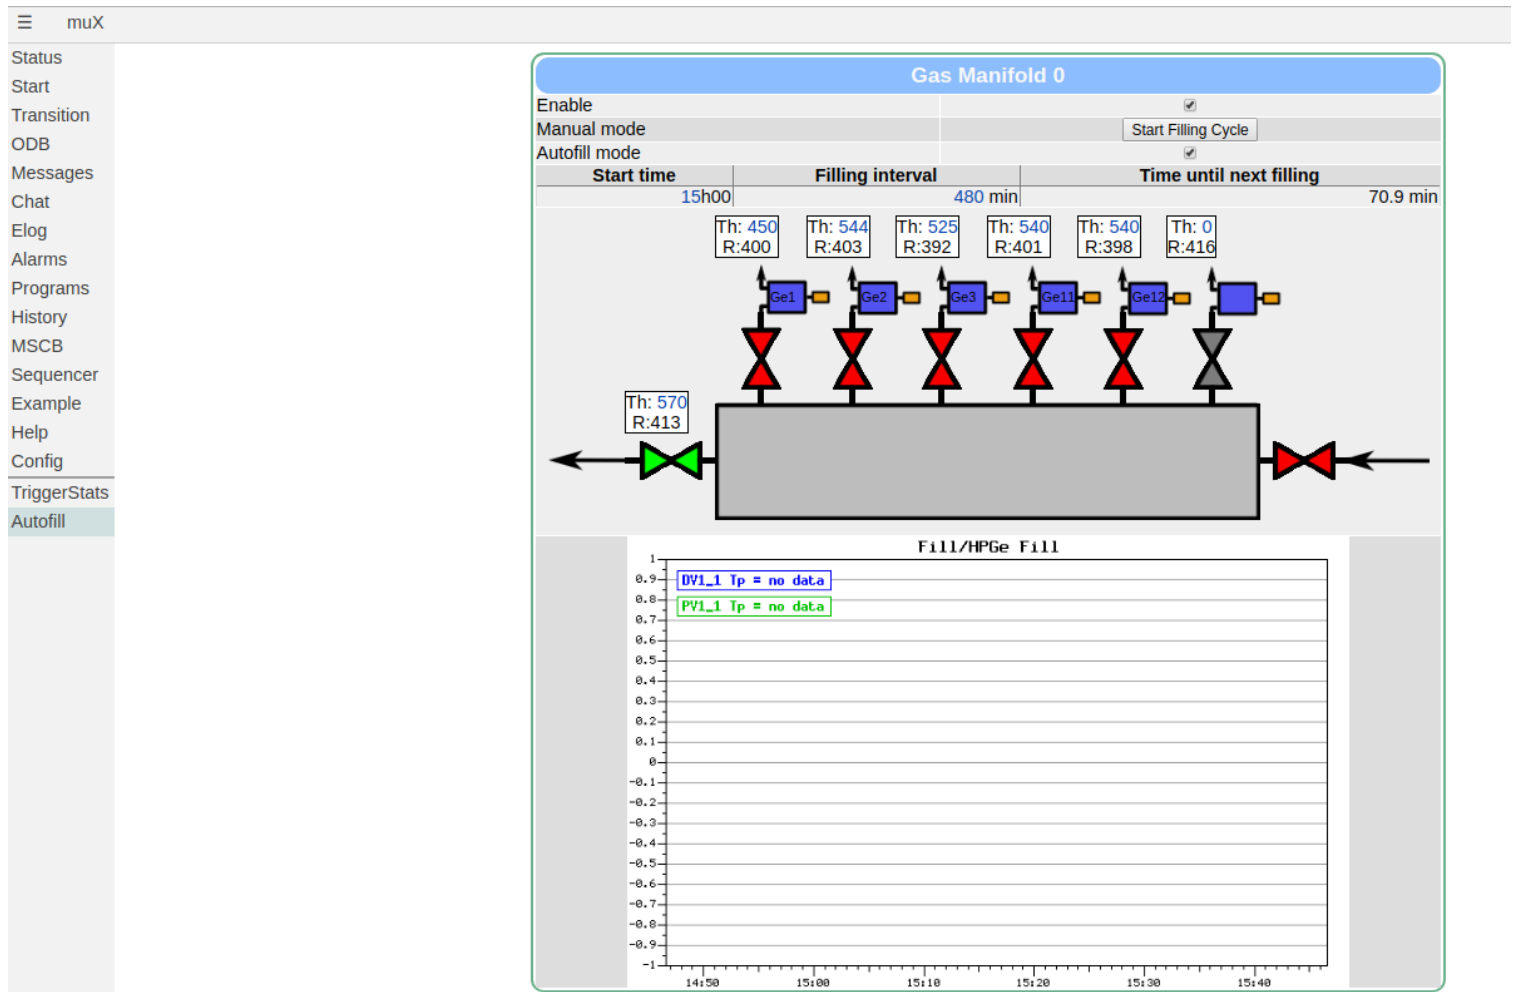 ☰ muX
Status
Start
Transition
ODB
Messages
Chat
Elog
Alarms
Programs
History
MSCB
Sequencer
Example
Help
Config
TriggerStats
Autofill
Gas Manifold 0
Enable
Manual mode Start Filling Cycle
Autofill mode
Start time Filling interval Time until next filling
15h00 480 min 70.9 min
Th: 450 Th: 544 Th: 525 Th: 540 Th: 540 Th: 0
R:400 R:403 R:392 R:401 R:398 R:416
Ge1 Ge2 Ge3 Ge11 Ge12
Th: 570
R:413
Fill/HPGe Fill
DV1_1 Tp = no data
PV1_1 Tp = no data
1
0.9
0.8
0.7
0.6
0.5
0.4
0.3
0.2
0.1
0
-0.1
-0.2
-0.3
-0.4
-0.5
-0.6
-0.7
-0.8
-0.9
-1
14:50 15:00 15:10 15:20 15:30 15:40